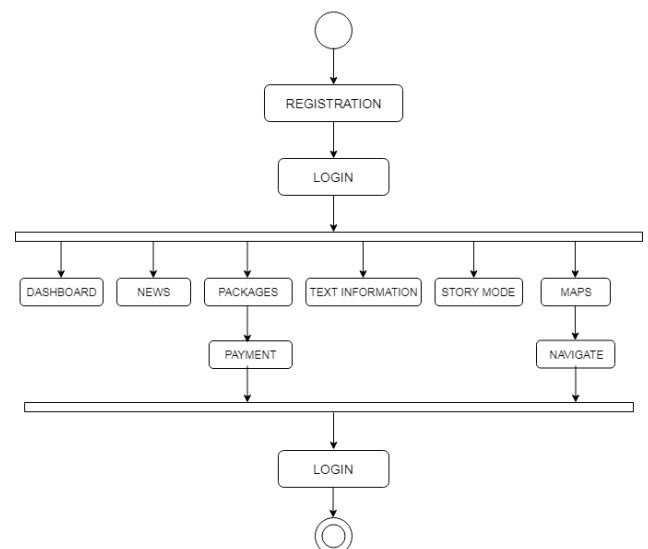 REGISTRATION
LOGIN
DASHBOARD
NEWS
PACKAGES
TEXT INFORMATION
STORY MODE
MAPS
PAYMENT
NAVIGATE
LOGIN